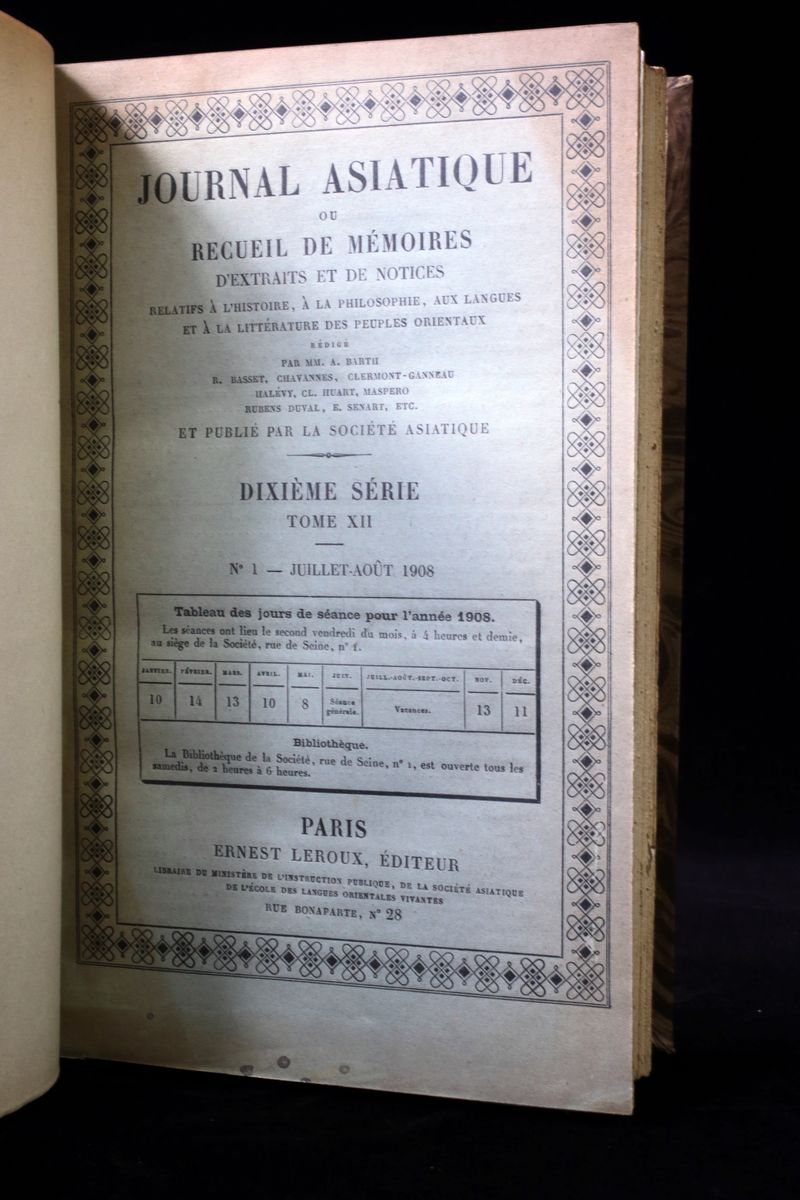 JOURNAL ASIATIQUE
OU
RECUEIL DE MÉMOIRES
D'EXTRAITS ET DE NOTICES
RELATIFS À L'HISTOIRE, À LA PHILOSOPHIE, AUX LANGUES
ET À LA LITTÉRATURE DES PEUPLES ORIENTAUX
RÉDIGÉ
PAR MM. A. BARTH
R. BASSET, CHAVANNES, CLERMONT-GANNEAU
HALÉVY, CL. HUART, MASPERO
RUBENS DUVAL, E. SENART, ETC.
ET PUBLIÉ PAR LA SOCIÉTÉ ASIATIQUE
DIXIÈME SÉRIE
TOME XII
N° 1 — JUILLET-AOÛT 1908
Tableau des jours de séance pour l'année 1908.
Les séances ont lieu le second vendredi du mois, à 4 heures et demie,
au siège de la Société, rue de Seine, n° 1.
JANVIER. FÉVRIER. MARS. AVRIL. MAI. JUIN. JUILL.-AOÛT.-SEPT.-OCT. NOV. DÉC.
10 14 13 10 8 Séance générale. Vacances. 13 11
Bibliothèque.
La Bibliothèque de la Société, rue de Seine, n° 1, est ouverte tous les
samedis, de 2 heures à 6 heures.
PARIS
ERNEST LEROUX, ÉDITEUR
LIBRAIRE DU MINISTÈRE DE L'INSTRUCTION PUBLIQUE, DE LA SOCIÉTÉ ASIATIQUE
DE L'ÉCOLE DES LANGUES ORIENTALES VIVANTES
RUE BONAPARTE, N° 28